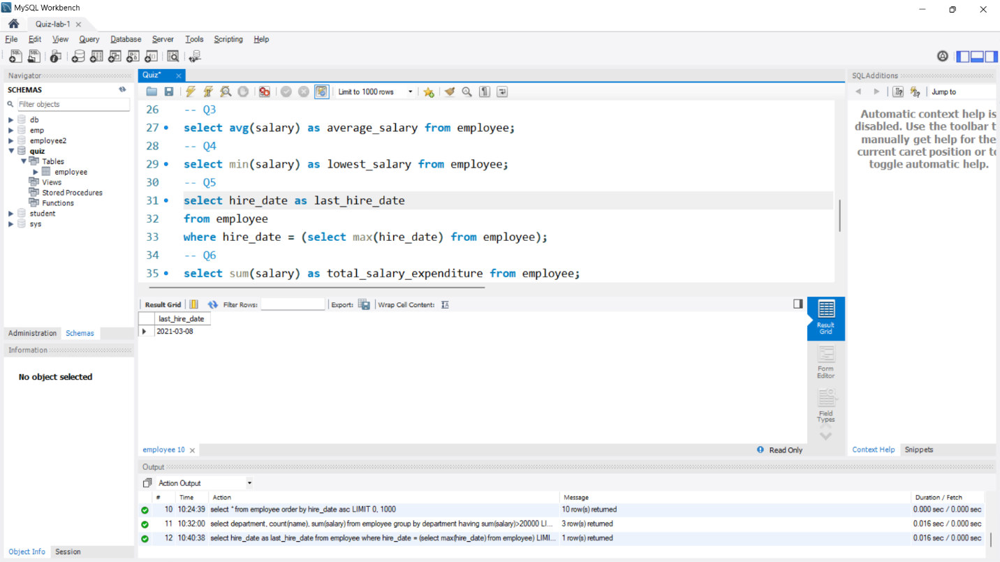 MySQL Workbench
Quiz-lab-1
File Edit View Query Database Server Tools Scripting Help
Navigator
SCHEMAS
Filter objects
db
emp
employee2
quiz
Tables
employee
Views
Stored Procedures
Functions
student
sys
Administration Schemas
Information
No object selected
Object Info Session
Quiz*
Limit to 1000 rows
26 -- Q3
27 select avg(salary) as average_salary from employee;
28 -- Q4
29 select min(salary) as lowest_salary from employee;
30 -- Q5
31 select hire_date as last_hire_date
32 from employee
33 where hire_date = (select max(hire_date) from employee);
34 -- Q6
35 select sum(salary) as total_salary_expenditure from employee;
Result Grid Filter Rows: Export: Wrap Cell Content:
last_hire_date
2021-03-08
Result
Grid
Form
Editor
Field
Types
employee 10 Read Only
SQLAdditions
Jump to
Automatic context help is
disabled. Use the toolbar t
manually get help for the
current caret position or to
toggle automatic help.
Context Help Snippets
Output
Action Output
# Time Action Message Duration / Fetch
10 10:24:39 select * from employee order by hire_date asc LIMIT 0, 1000 10 row(s) returned 0.000 sec / 0.000 sec
11 10:32:00 select department, count(name), sum(salary) from employee group by department having sum(salary)>20000 LI... 3 row(s) returned 0.016 sec / 0.000 sec
12 10:40:38 select hire_date as last_hire_date from employee where hire_date = (select max(hire_date) from employee) LIMI... 1 row(s) returned 0.016 sec / 0.000 sec